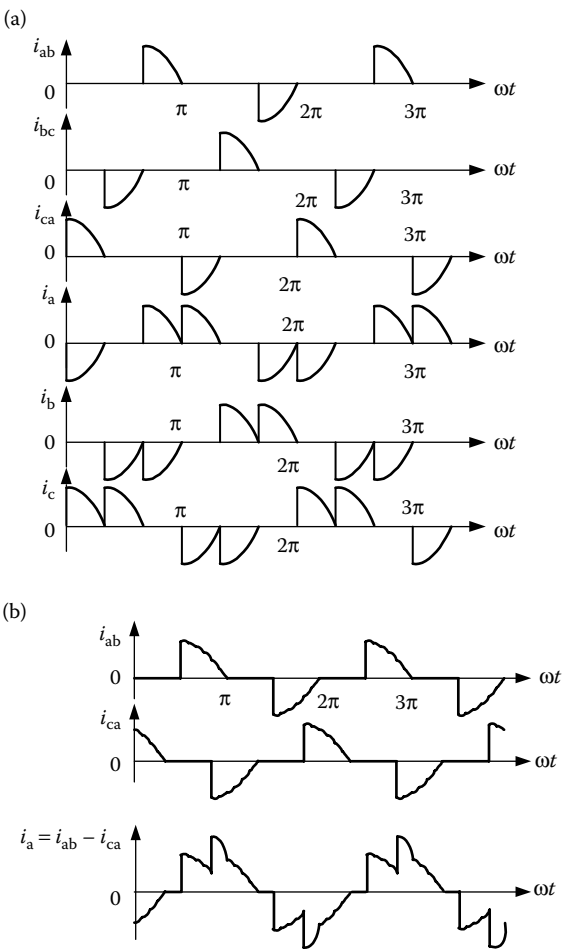 (a)
i_ab
0
π
2π
3π
ωt
i_bc
0
π
2π
3π
ωt
i_ca
0
π
2π
3π
ωt
i_a
0
π
2π
3π
ωt
i_b
0
π
2π
3π
ωt
i_c
0
π
2π
3π
ωt
(b)
i_ab
0
π
2π
3π
ωt
i_ca
0
ωt
i_a = i_ab – i_ca
0
ωt